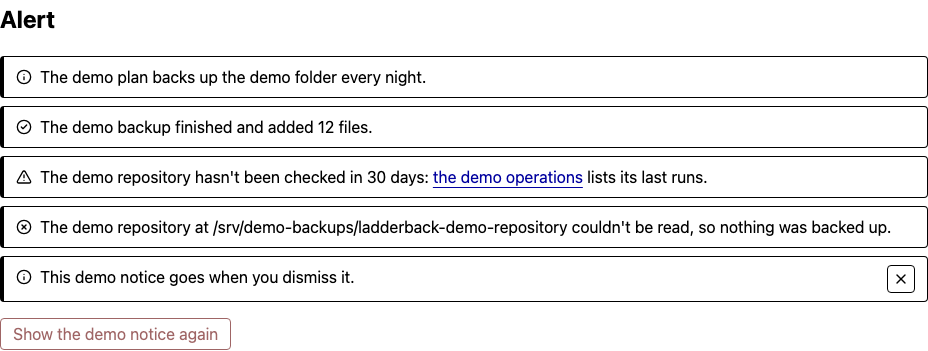 Alert
The demo plan backs up the demo folder every night.
The demo backup finished and added 12 files.
The demo repository hasn't been checked in 30 days: the demo operations lists its last runs.
The demo repository at /srv/demo-backups/ladderback-demo-repository couldn't be read, so nothing was backed up.
This demo notice goes when you dismiss it.
Show the demo notice again